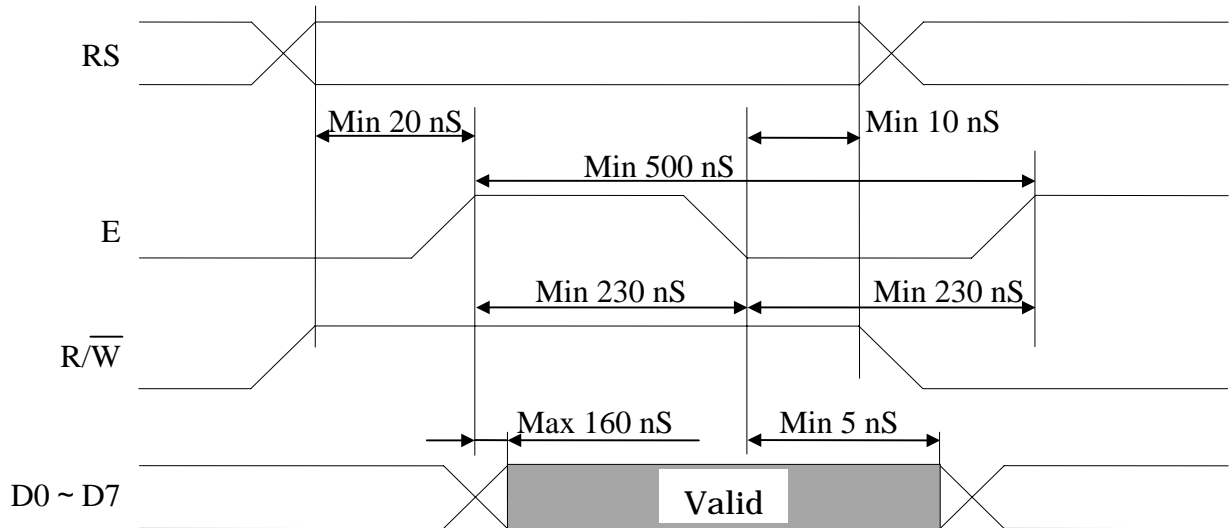 RS
Min 20 nS
Min 10 nS
Min 500 nS
E
Min 230 nS
Min 230 nS
R/W̅
Max 160 nS
Min 5 nS
D0 ~ D7
Valid